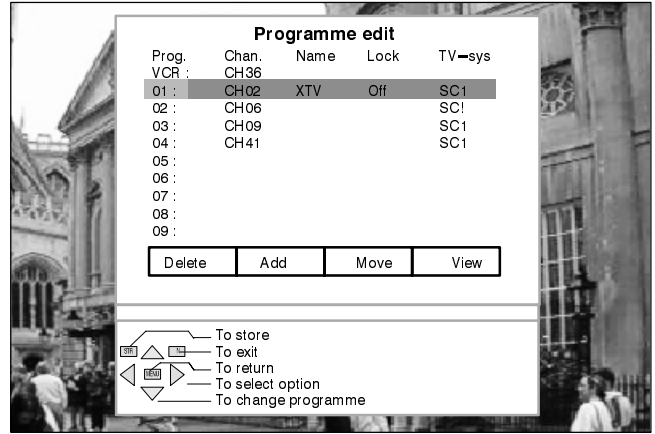 Programme edit
Prog. Chan. Name Lock TV-sys
VCR : CH36
01 : CH02 XTV Off SC1
02 : CH06 SC!
03 : CH09 SC1
04 : CH41 SC1
05 :
06 :
07 :
08 :
09 :
Delete Add Move View
To store
STR To exit
To return
MENU To select option
To change programme